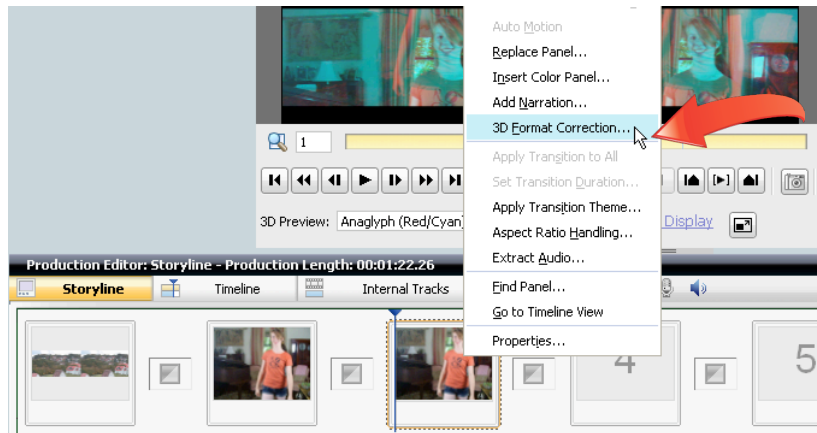 Auto Motion
Replace Panel...
Insert Color Panel...
Add Narration...
3D Format Correction...
Apply Transition to All
Set Transition Duration...
Apply Transition Theme...
Aspect Ratio Handling...
Extract Audio...
Find Panel...
Go to Timeline View
Properties...
1
3D Preview: Anaglyph (Red/Cyan)
Display
Production Editor: Storyline - Production Length: 00:01:22.26
Storyline Timeline Internal Tracks
4
5